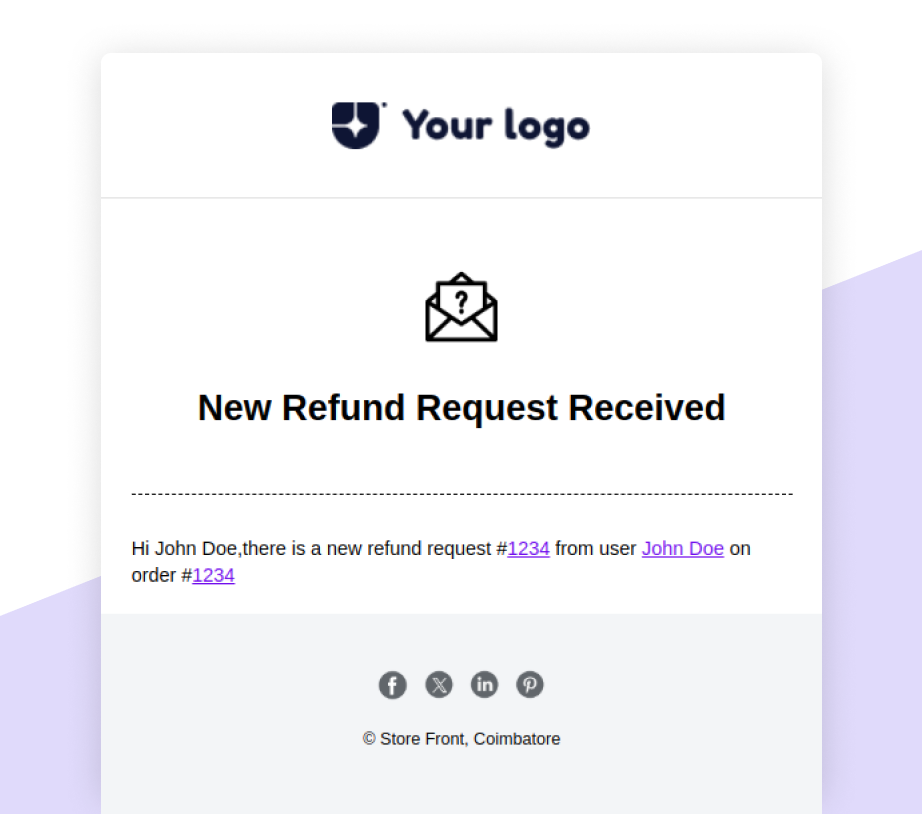 Your logo
?
New Refund Request Received
Hi John Doe,there is a new refund request #1234 from user John Doe on
order #1234
f X in p
© Store Front, Coimbatore